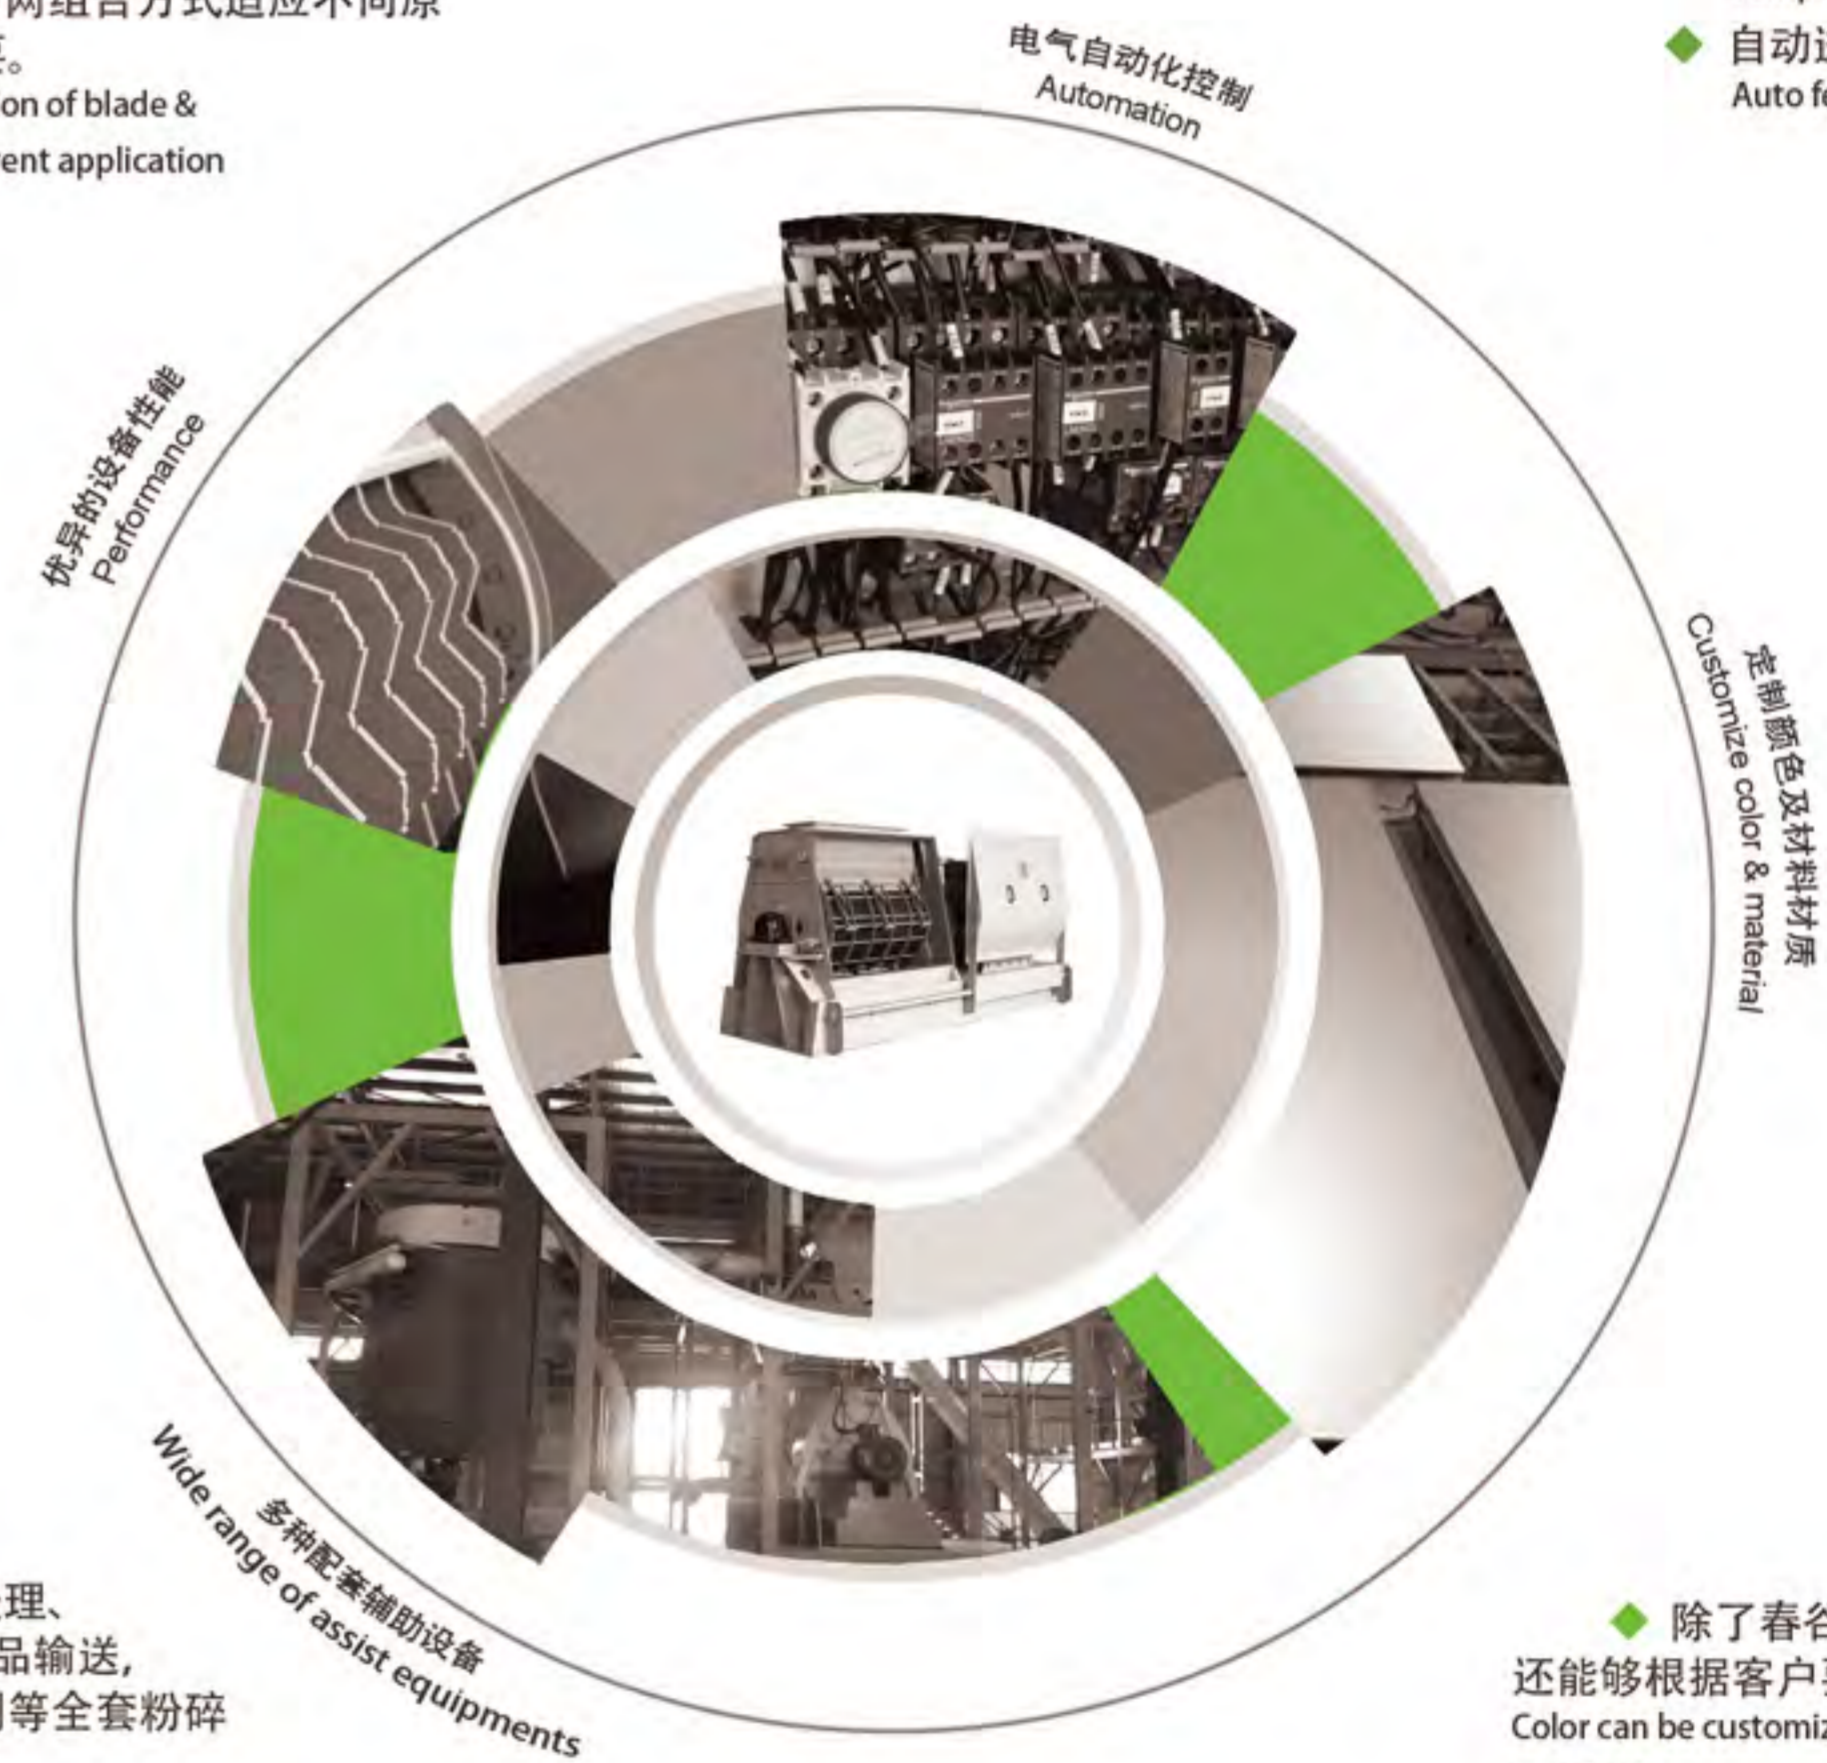 网组合方式适应不同原
on of blade &
ent application
电气自动化控制
Automation
自动
Auto
优异的设备性能
Performance
定制颜色及材料材质
Customize color & material
理、
品输送,
等全套粉碎
多种配套辅助设备
Wide range of assist equipments
除了春谷
还能够根据客户
Color can be customiz